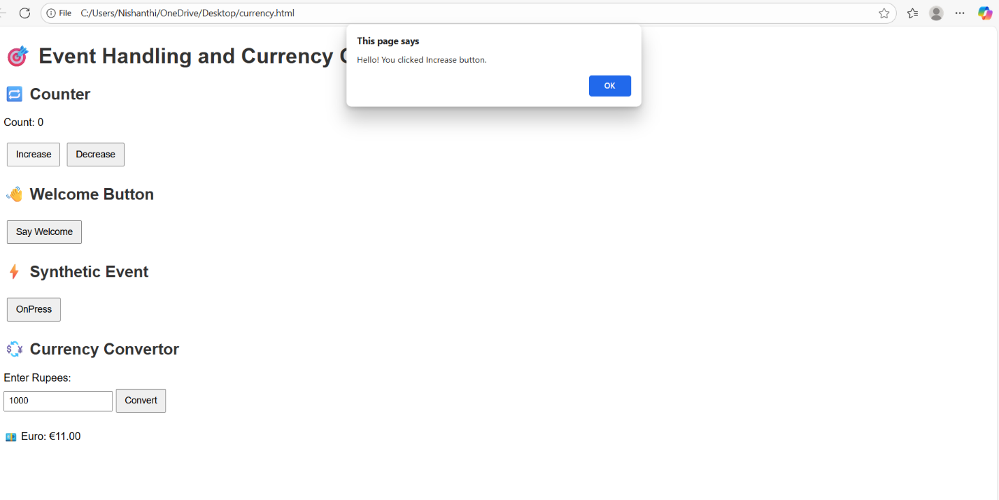 File C:/Users/Nishanthi/OneDrive/Desktop/currency.html
This page says
Hello! You clicked Increase button.
OK
🎯 Event Handling and Currency
🔁 Counter
Count: 0
Increase Decrease
👋 Welcome Button
Say Welcome
⚡ Synthetic Event
OnPress
💱 Currency Convertor
Enter Rupees:
1000 Convert
💶 Euro: €11.00